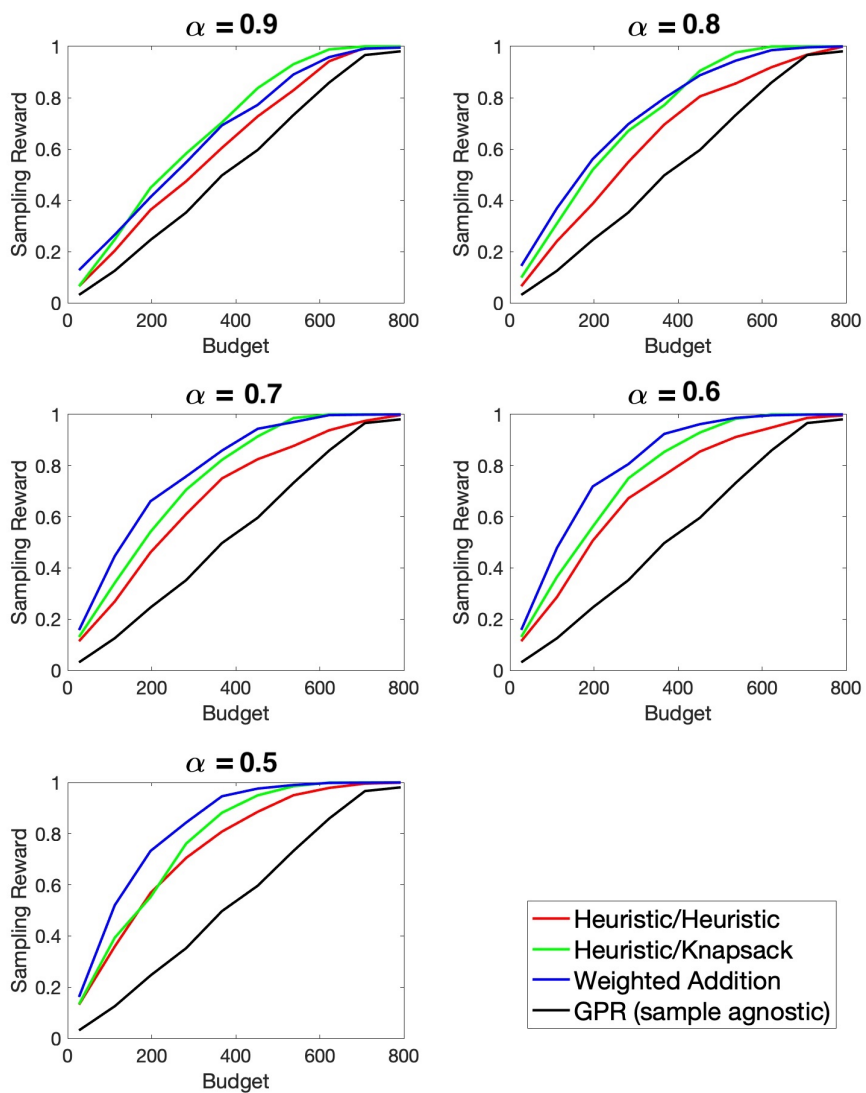 α = 0.9
1
0.8
0.6
0.4
0.2
0
Sampling Reward
0 200 400 600 800
Budget
α = 0.8
1
0.8
0.6
0.4
0.2
0
Sampling Reward
0 200 400 600 800
Budget
α = 0.7
1
0.8
0.6
0.4
0.2
0
Sampling Reward
0 200 400 600 800
Budget
α = 0.6
1
0.8
0.6
0.4
0.2
0
Sampling Reward
0 200 400 600 800
Budget
α = 0.5
1
0.8
0.6
0.4
0.2
0
Sampling Reward
0 200 400 600 800
Budget
Heuristic/Heuristic
Heuristic/Knapsack
Weighted Addition
GPR (sample agnostic)